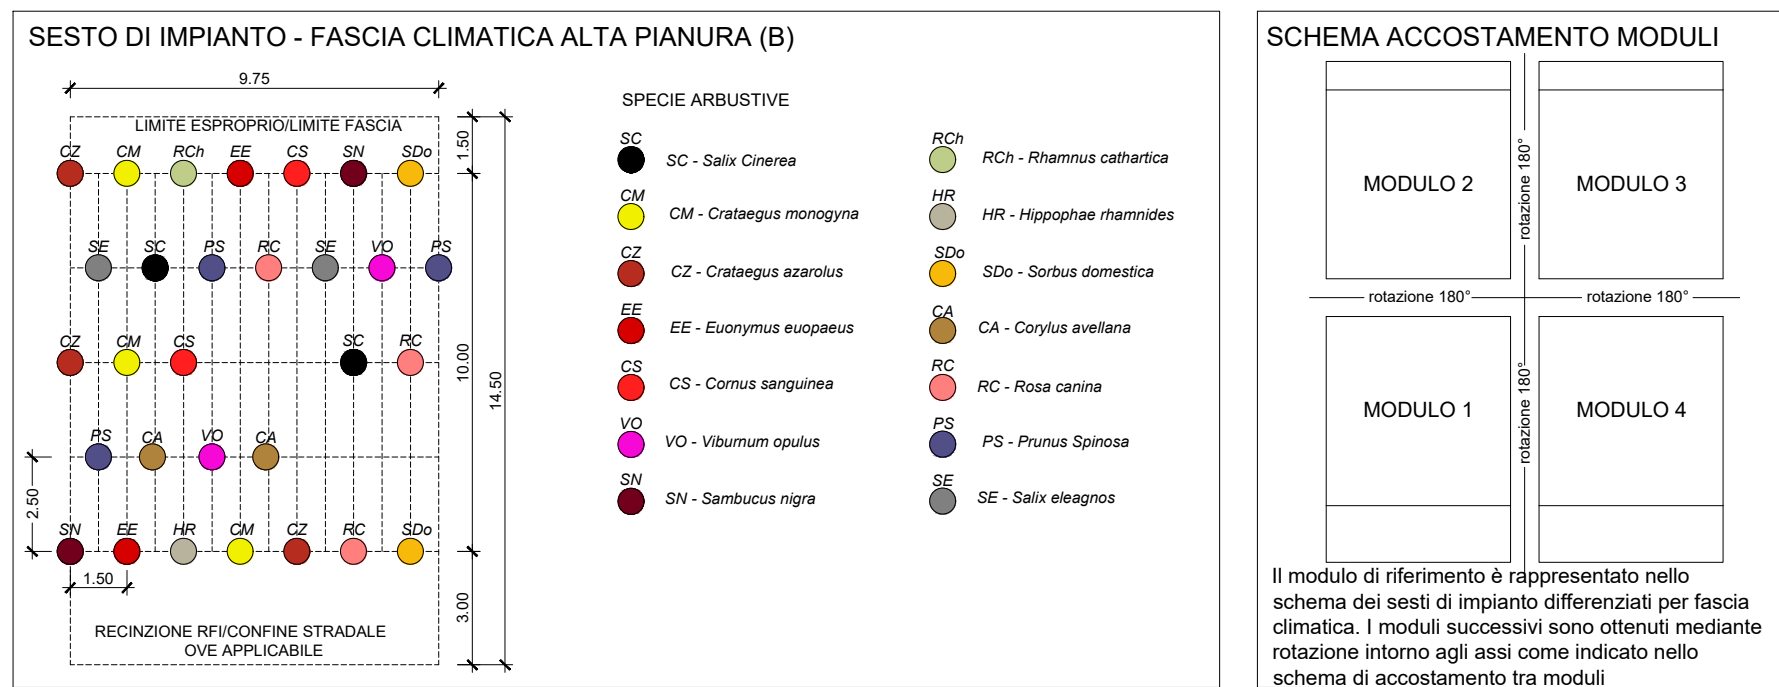 SESTO DI IMPIANTO - FASCIA CLIMATICA ALTA PIANURA (B)
9.75
LIMITE ESPROPRIO/LIMITE FASCIA
1.50
CZ CM RCh EE CS SN SDo
SE SC PS RC SE VO PS
CZ CM CS SC RC
10.00
14.50
PS CA VO CA
2.50
SN EE HR CM CZ RC SDo
1.50
3.00
RECINZIONE RFI/CONFINE STRADALE
OVE APPLICABILE
SPECIE ARBUSTIVE
SC
SC - Salix Cinerea
CM
CM - Crataegus monogyna
CZ
CZ - Crataegus azarolus
EE
EE - Euonymus euopaeus
CS
CS - Cornus sanguinea
VO
VO - Viburnum opulus
SN
SN - Sambucus nigra
RCh
RCh - Rhamnus cathartica
HR
HR - Hippophae rhamnides
SDo
SDo - Sorbus domestica
CA
CA - Corylus avellana
RC
RC - Rosa canina
PS
PS - Prunus Spinosa
SE
SE - Salix eleagnos
SCHEMA ACCOSTAMENTO MODULI
MODULO 2
rotazione 180°
MODULO 3
rotazione 180°
rotazione 180°
MODULO 1
rotazione 180°
MODULO 4
Il modulo di riferimento è rappresentato nello
schema dei sesti di impianto differenziati per fascia
climatica. I moduli successivi sono ottenuti mediante
rotazione intorno agli assi come indicato nello
schema di accostamento tra moduli